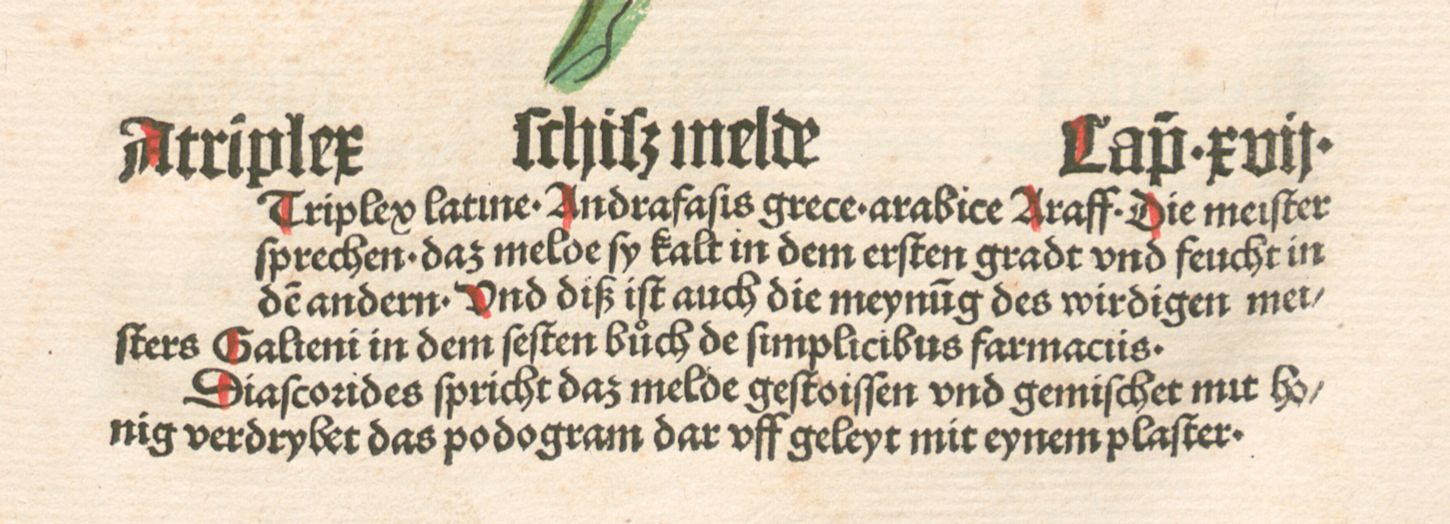 Atriplex ſchiſz melde Cap̄·xvij·
Triplex latine· Andrafaſis grece·arabice Araff·Die meiſter
ſprechen·daz melde ſy kalt in dem erſten gradt vnd feucht in
dē andern· Vnd diß iſt auch die meynūg des wirdigen mei/
ſters Galieni in dem ſeſten bůch de ſimplicibus farmaciis·
Diaſcorides ſpricht daz melde geſtoiſſen vnd gemiſchet mit ho/
nig verdrybet das podogram dar vff geleyt mit eynem plaſter·